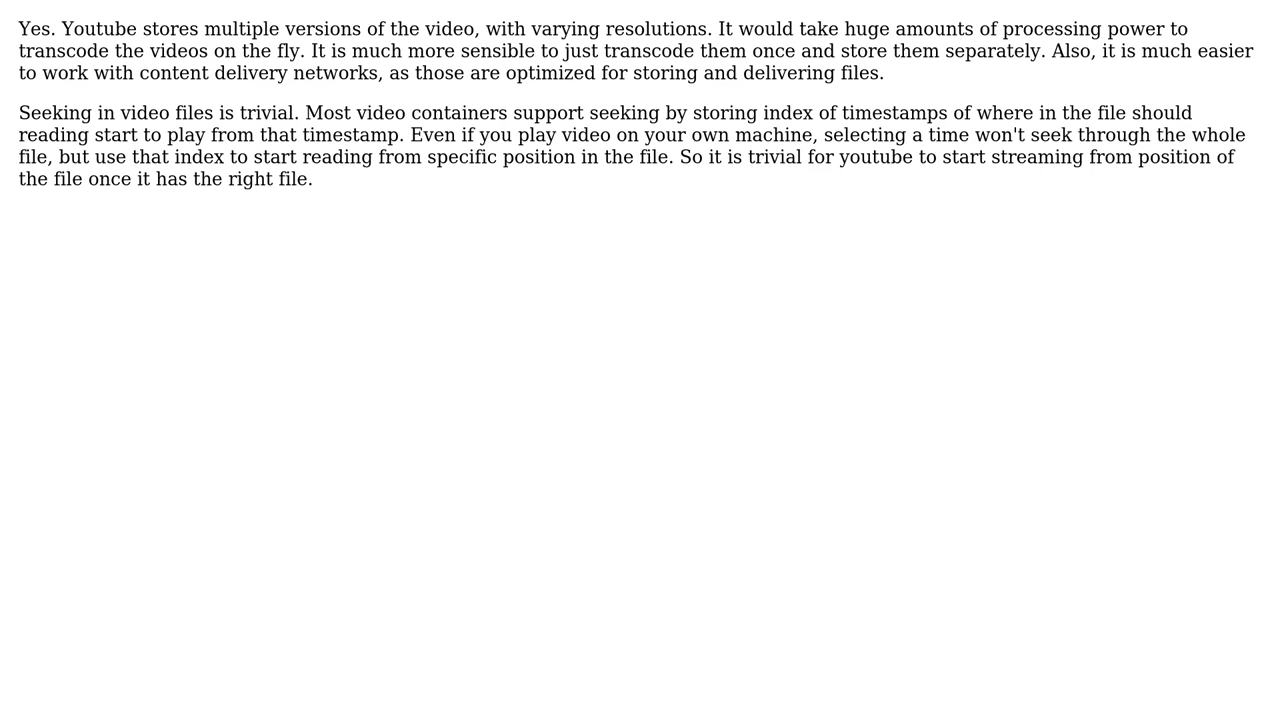 Yes. Youtube stores multiple versions of the video, with varying resolutions. It would take huge amounts of processing power to
transcode the videos on the fly. It is much more sensible to just transcode them once and store them separately. Also, it is much easier
to work with content delivery networks, as those are optimized for storing and delivering files.
Seeking in video files is trivial. Most video containers support seeking by storing index of timestamps of where in the file should
reading start to play from that timestamp. Even if you play video on your own machine, selecting a time won't seek through the whole
file, but use that index to start reading from specific position in the file. So it is trivial for youtube to start streaming from position of
the file once it has the right file.